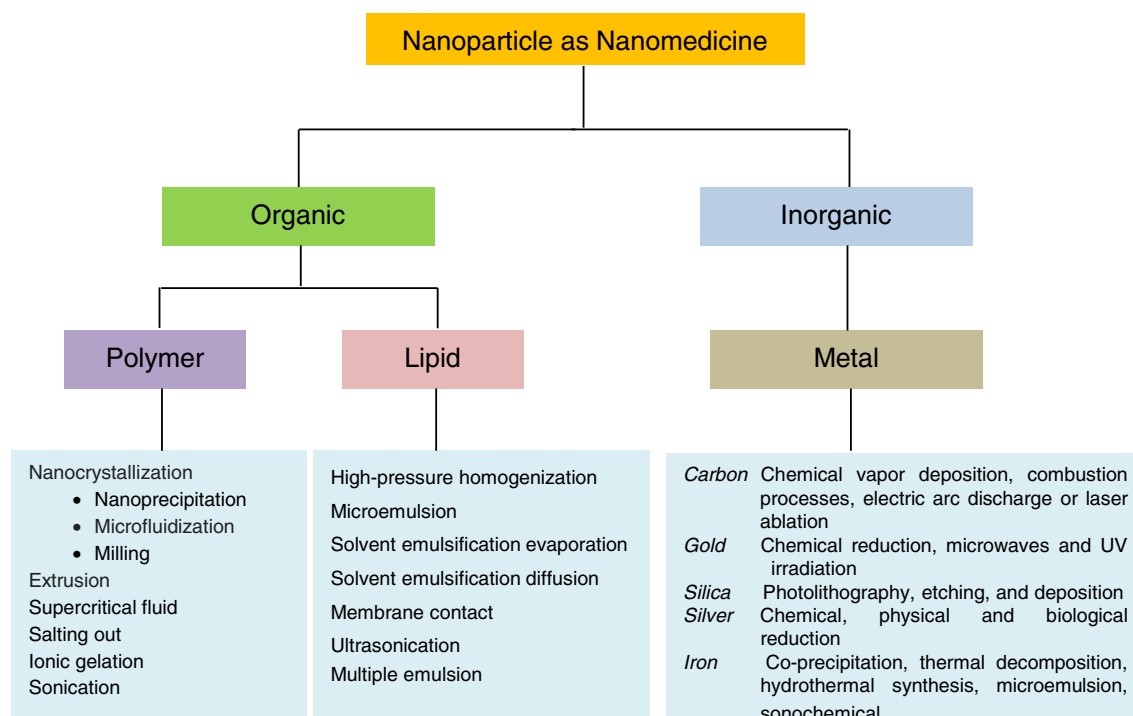 Nanoparticle as Nanomedicine
Organic
Inorganic
Polymer
Lipid
Metal
Nanocrystallization
• Nanoprecipitation
• Microfluidization
• Milling
Extrusion
Supercritical fluid
Salting out
Ionic gelation
Sonication
High-pressure homogenization
Microemulsion
Solvent emulsification evaporation
Solvent emulsification diffusion
Membrane contact
Ultrasonication
Multiple emulsion
Carbon Chemical vapor deposition, combustion
processes, electric arc discharge or laser
ablation
Gold Chemical reduction, microwaves and UV
irradiation
Silica Photolithography, etching, and deposition
Silver Chemical, physical and biological
reduction
Iron Co-precipitation, thermal decomposition,
hydrothermal synthesis, microemulsion,
sonochemical